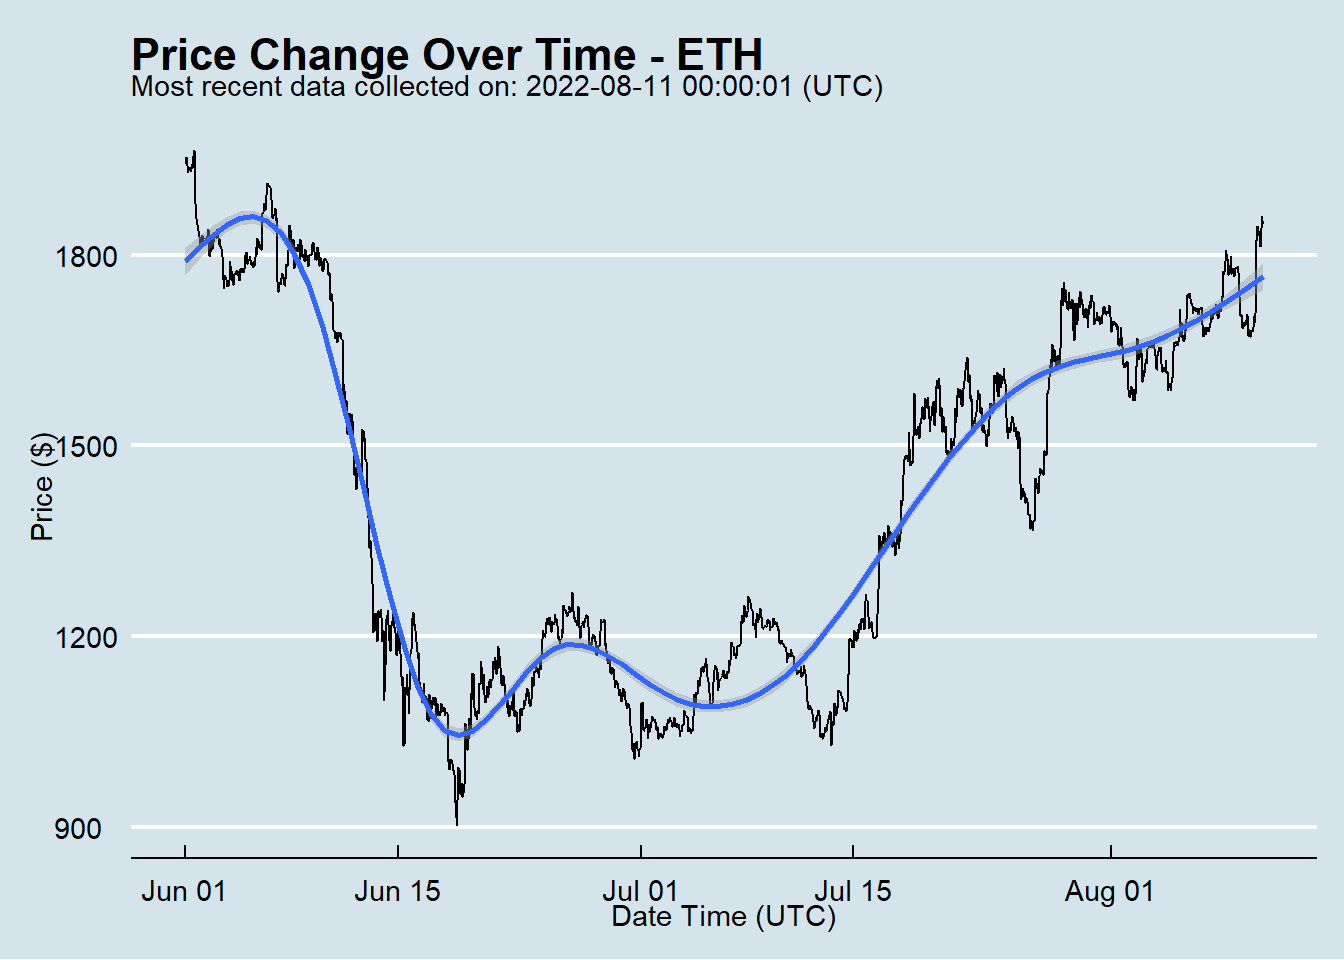 Price Change Over Time - ETH
Most recent data collected on: 2022-08-11 00:00:01 (UTC)
Price ($)
1800
1500
1200
900
Jun 01
Jun 15
Jul 01
Jul 15
Aug 01
Date Time (UTC)